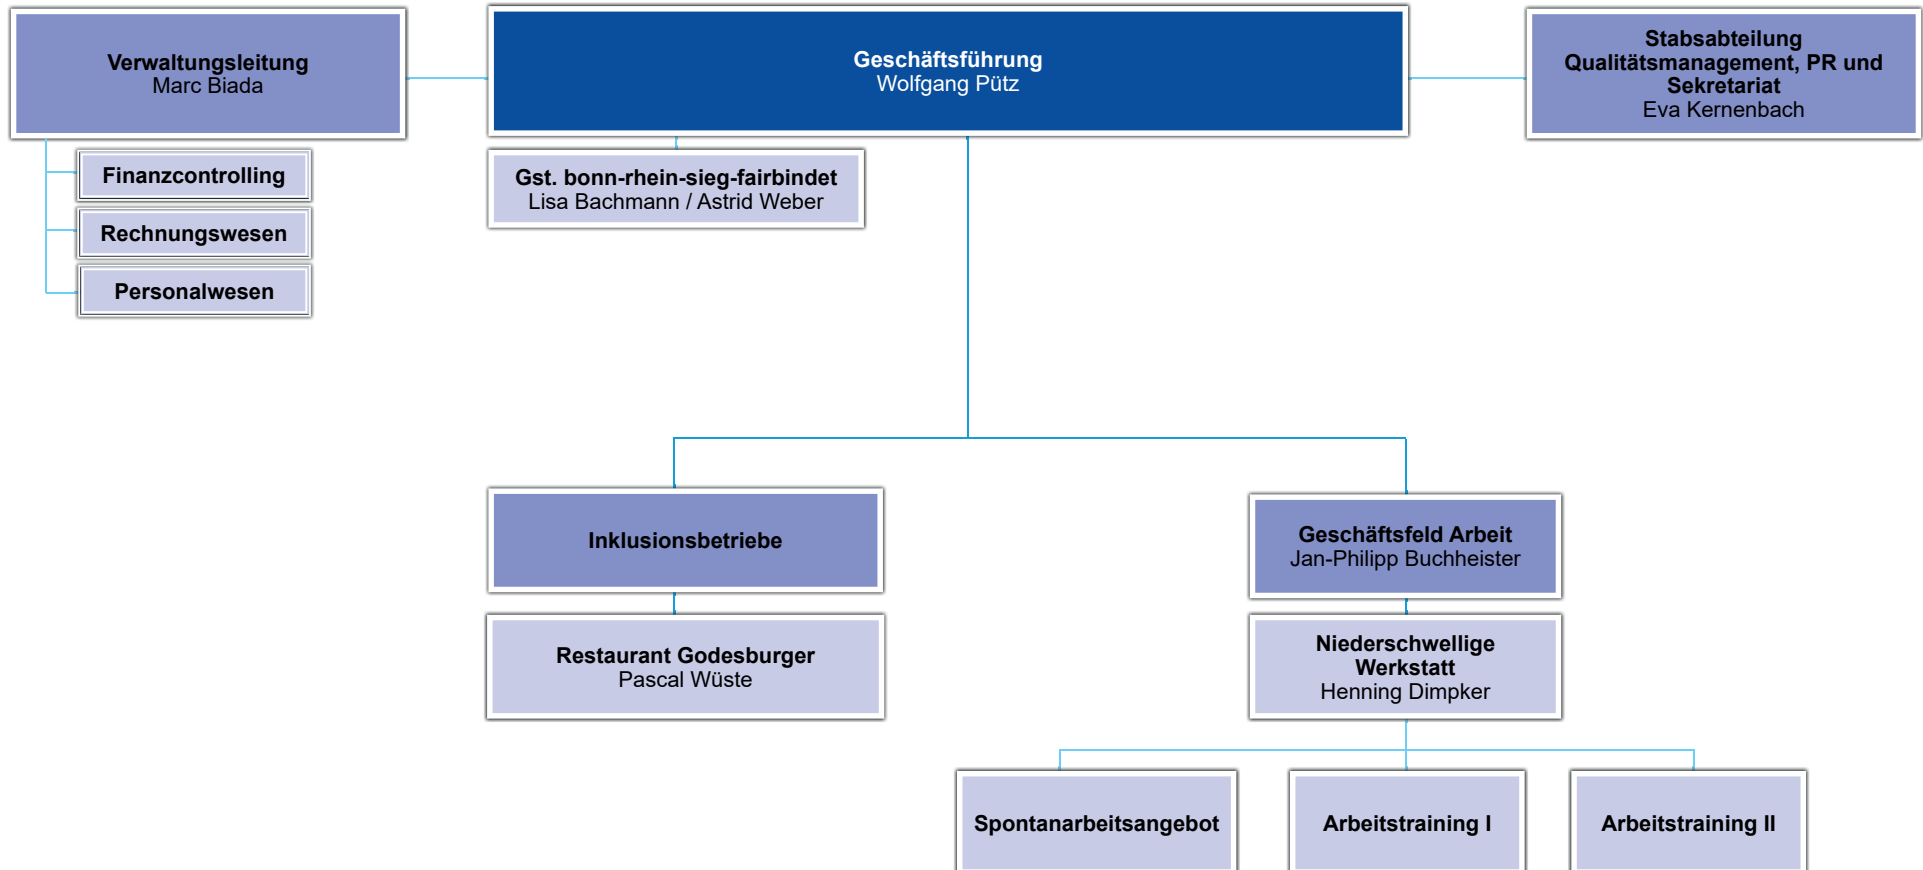 Verwaltungsleitung
Marc Biada
Geschäftsführung
Wolfgang Pütz
Stabsabteilung
Qualitätsmanagement, PR und
Sekretariat
Eva Kernenbach
Finanzcontrolling
Rechnungswesen
Personalwesen
Gst. bonn-rhein-sieg-fairbindet
Lisa Bachmann / Astrid Weber
Inklusionsbetriebe
Restaurant Godesburger
Pascal Wüste
Geschäftsfeld Arbeit
Jan-Philipp Buchheister
Niederschwellige
Werkstatt
Henning Dimpker
Spontanarbeitsangebot
Arbeitstraining I
Arbeitstraining II